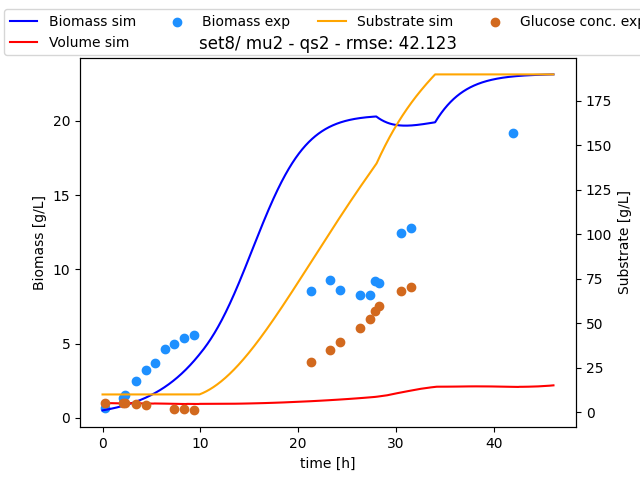 Biomass sim Biomass exp Substrate sim Glucose conc. exp
Volume sim
set8/ mu2 - qs2 - rmse: 42.123
Biomass [g/L]
20
15
10
5
0
175
150
125
100
75
50
25
0
Substrate [g/L]
0 10 20 30 40
time [h]